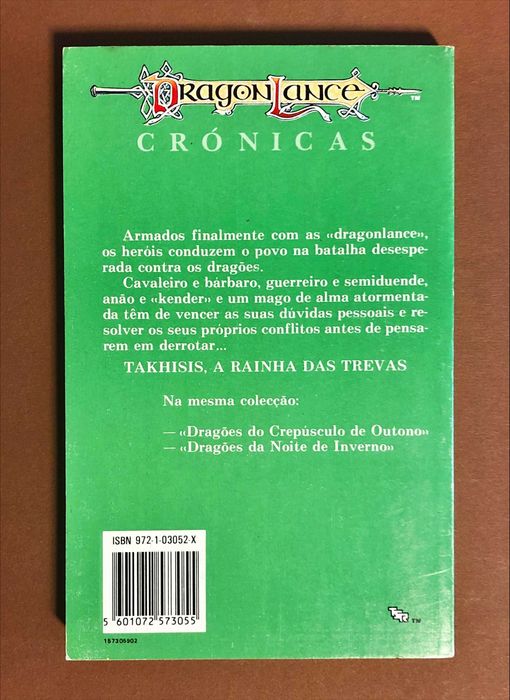 DRAGONLANCE ™
CRÓNICAS
Armados finalmente com as «dragonlance»,
os heróis conduzem o povo na batalha desespe-
rada contra os dragões.
Cavaleiro e bárbaro, guerreiro e semiduende,
anão e «kender» e um mago de alma atormenta-
da têm de vencer as suas dúvidas pessoais e re-
solver os seus próprios conflitos antes de pensa-
rem em derrotar...
TAKHISIS, A RAINHA DAS TREVAS
Na mesma colecção:
— «Dragões do Crepúsculo de Outono»
— «Dragões da Noite de Inverno»
ISBN 972-1-03052-X
5 601072 573055
157305902
TSR ™